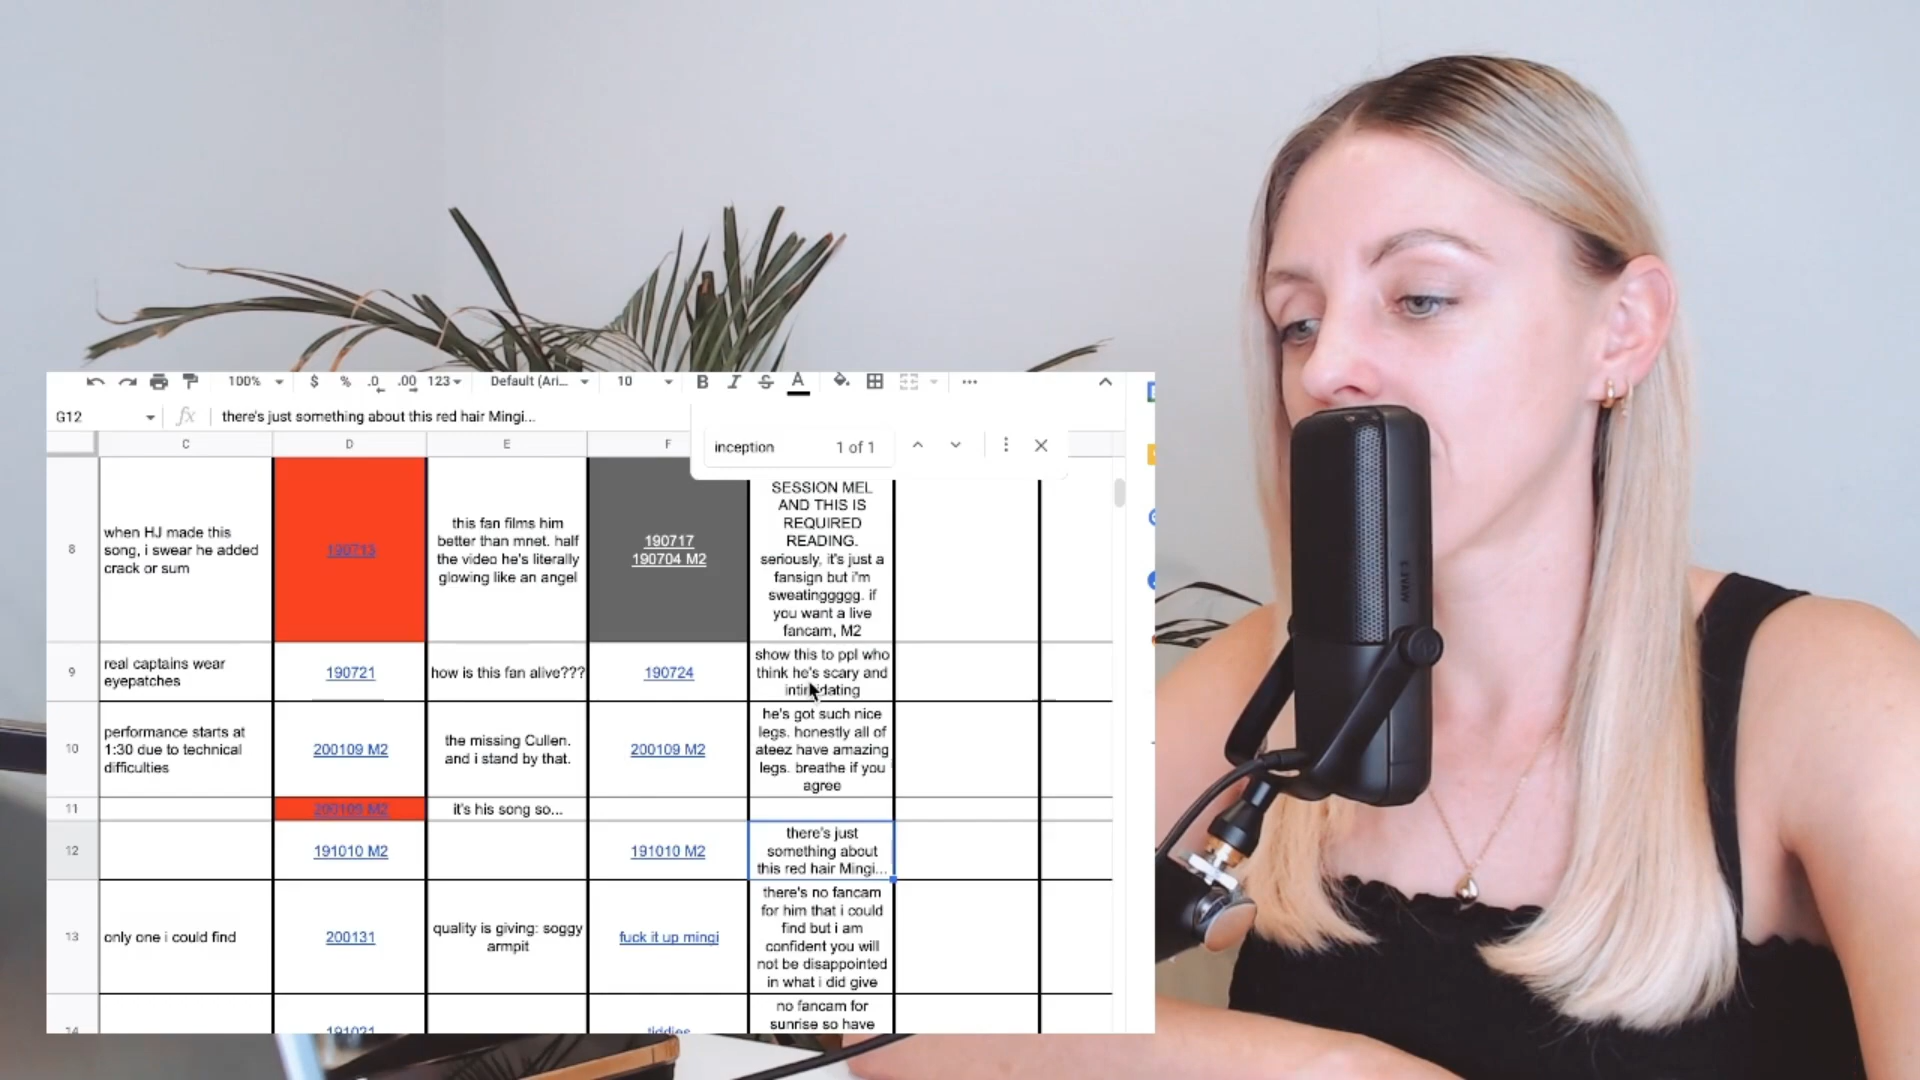 100% $ % .0 .00 123 Default (Ari... 10 B I S A ...
G12 fx there's just something about this red hair Mingi...
C D E F
inception 1 of 1
8
when HJ made this
song, i swear he added
crack or sum
190713
this fan films him
better than mnet. half
the video he's literally
glowing like an angel
190717
190704 M2
SESSION MEL
AND THIS IS
REQUIRED
READING.
seriously, it's just a
fansign but i'm
sweatinggggg. if
you want a live
fancam, M2
9
real captains wear
eyepatches
190721
how is this fan alive???
190724
show this to ppl who
think he's scary and
intimidating
10
performance starts at
1:30 due to technical
difficulties
200109 M2
the missing Cullen.
and i stand by that.
200109 M2
he's got such nice
legs. honestly all of
ateez have amazing
legs. breathe if you
agree
11
200109 M2
it's his song so...
12
191010 M2
191010 M2
there's just
something about
this red hair Mingi...
13
only one i could find
200131
quality is giving: soggy
armpit
fuck it up mingi
there's no fancam
for him that i could
find but i am
confident you will
not be disappointed
in what i did give
14
191021
tiddies
no fancam for
sunrise so have